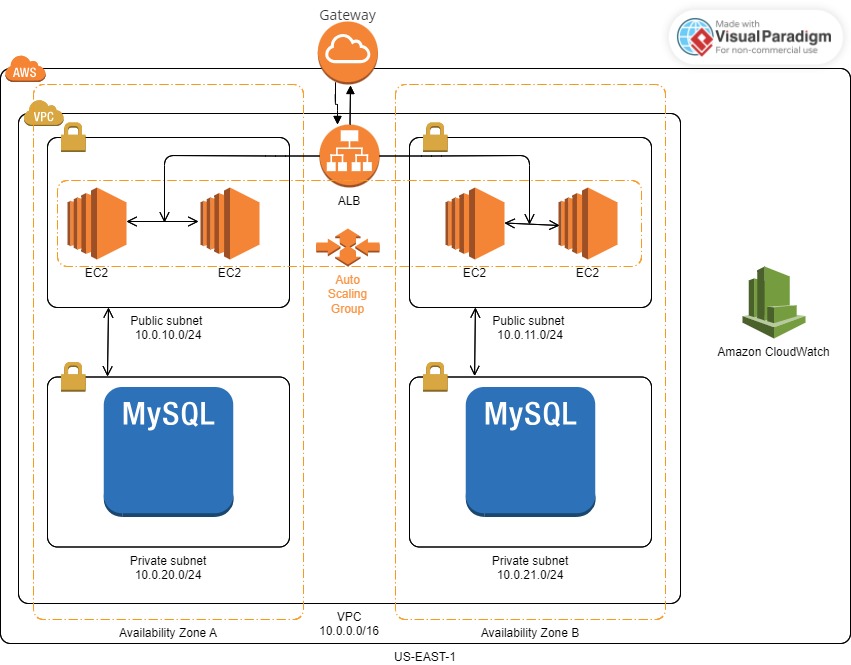 Gateway
Made with
VisualParadigm
For non-commercial use
AWS
VPC
ALB
EC2
EC2
EC2
EC2
Auto
Scaling
Group
Public subnet
10.0.10.0/24
Public subnet
10.0.11.0/24
Amazon CloudWatch
MySQL
MySQL
Private subnet
10.0.20.0/24
Private subnet
10.0.21.0/24
VPC
10.0.0.0/16
Availability Zone A
Availability Zone B
US-EAST-1